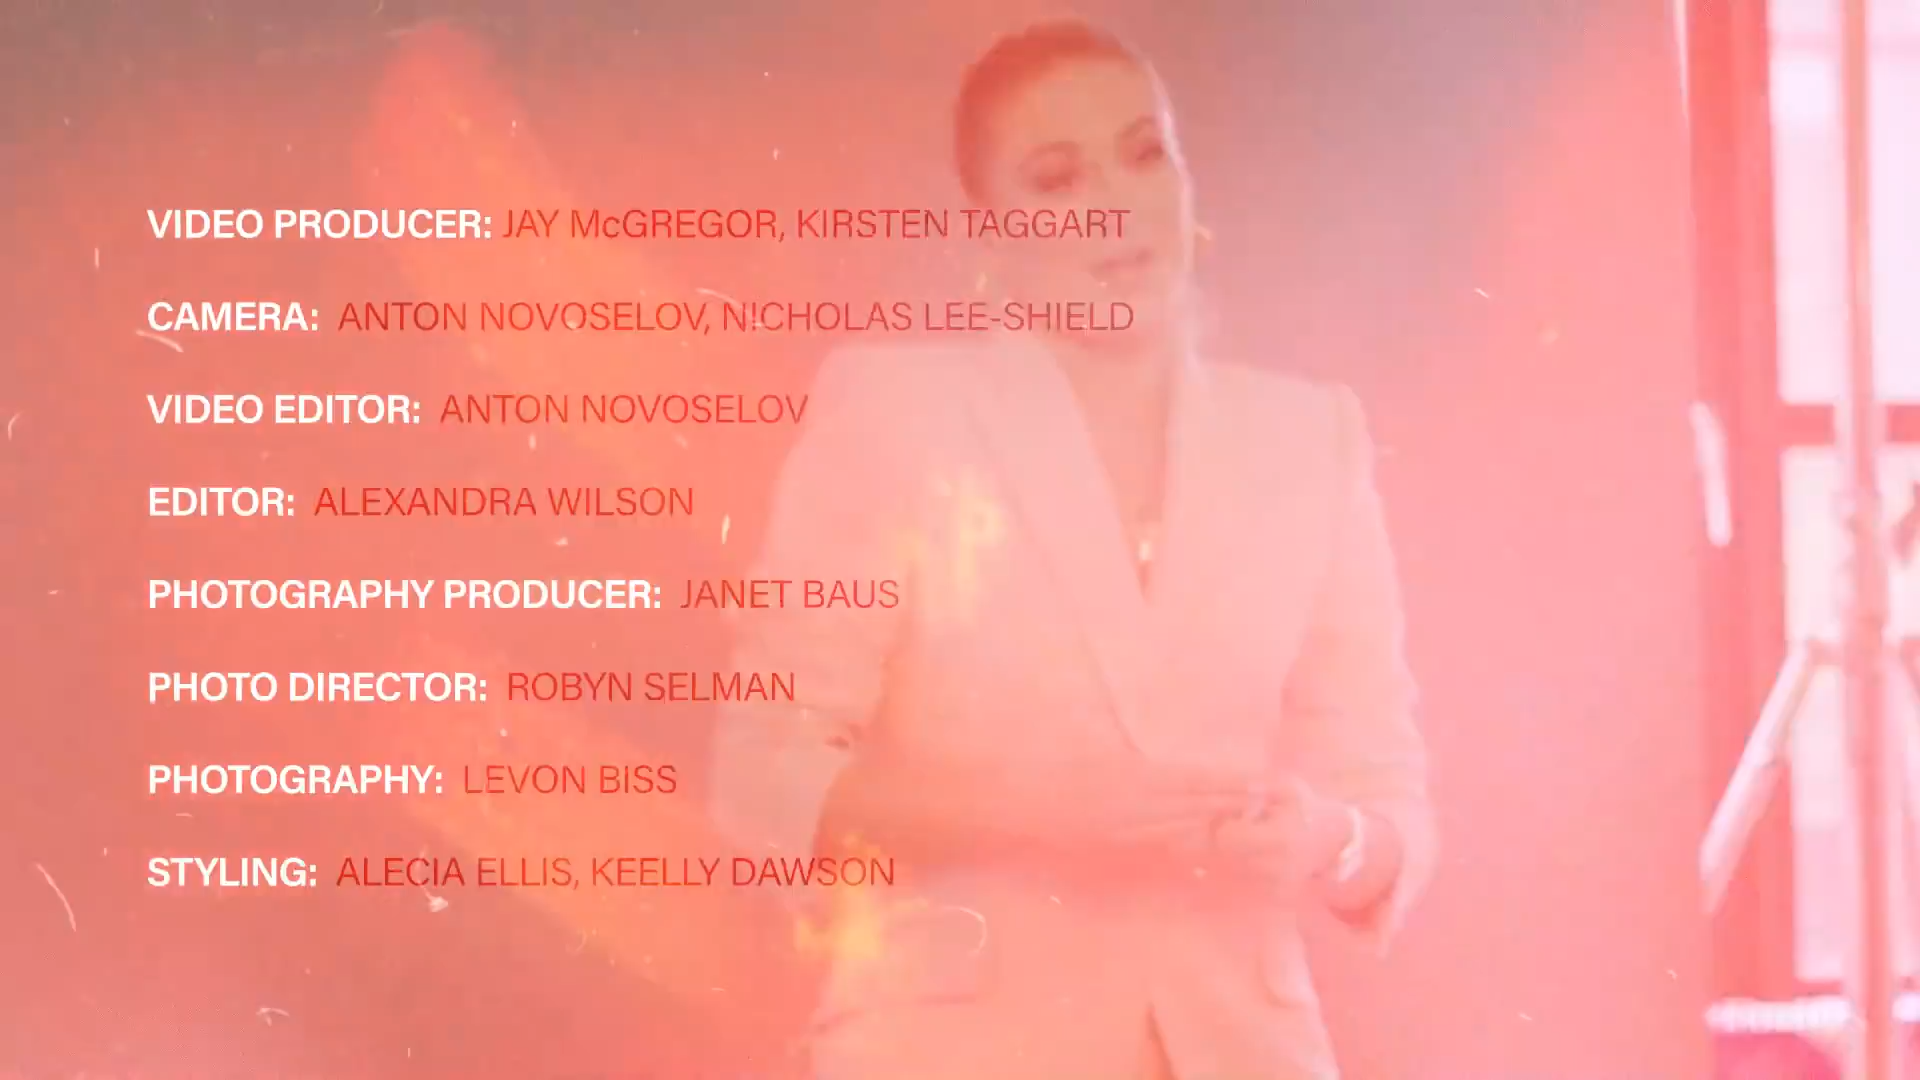 VIDEO PRODUCER: JAY McGREGOR, KIRSTEN TAGGART
CAMERA: ANTON NOVOSELOV, NICHOLAS LEE-SHIELD
VIDEO EDITOR: ANTON NOVOSELOV
EDITOR: ALEXANDRA WILSON
PHOTOGRAPHY PRODUCER: JANET BAUS
PHOTO DIRECTOR: ROBYN SELMAN
PHOTOGRAPHY: LEVON BISS
STYLING: ALECIA ELLIS, KEELLY DAWSON